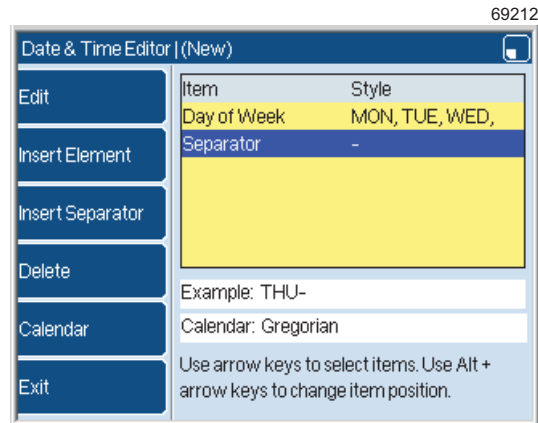 69212
Date & Time Editor | (New)
Edit
Insert Element
Insert Separator
Delete
Calendar
Exit
Item Style
Day of Week MON, TUE, WED,
Separator -
Example: THU-
Calendar: Gregorian
Use arrow keys to select items. Use Alt +
arrow keys to change item position.